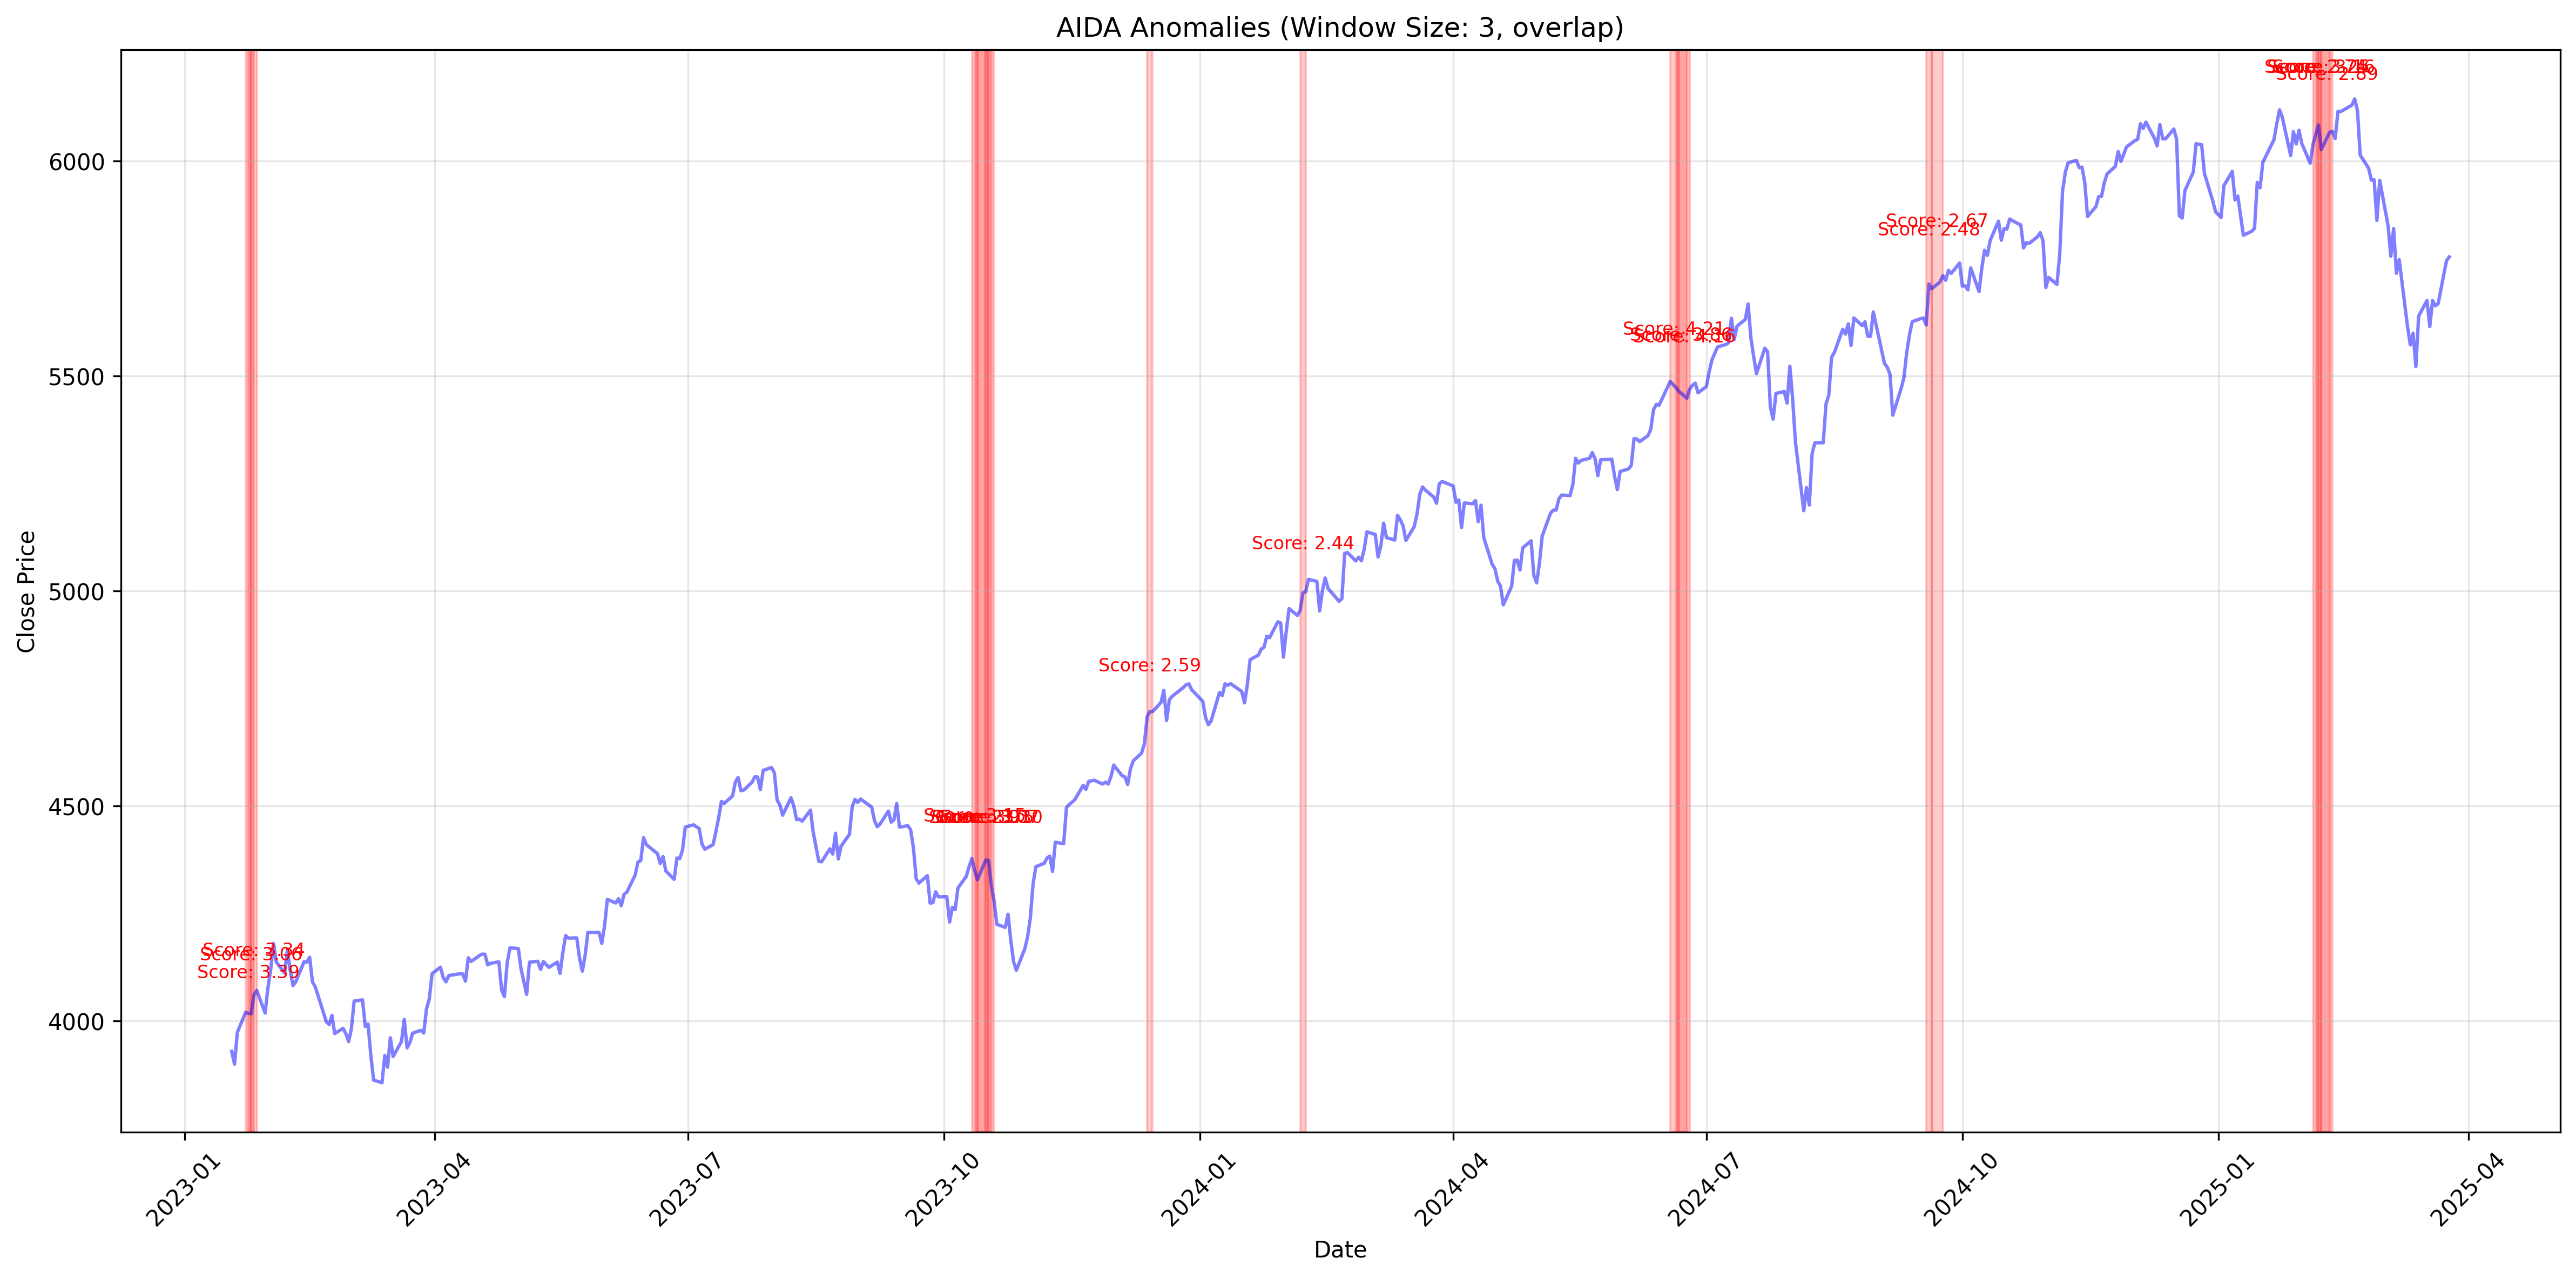 AIDA Anomalies (Window Size: 3, overlap)
Score: 2.89
6000
Score: 2.67
Score: 2.48
Score: 4.21
Score: 4.16
5500
Score: 2.44
5000
Close Price
Score: 2.59
4500
Score: 3.34
Score: 3.06
Score: 3.39
4000
2023-01
2023-04
2023-07
2023-10
2024-01
2024-04
2024-07
2024-10
2025-01
2025-04
Date